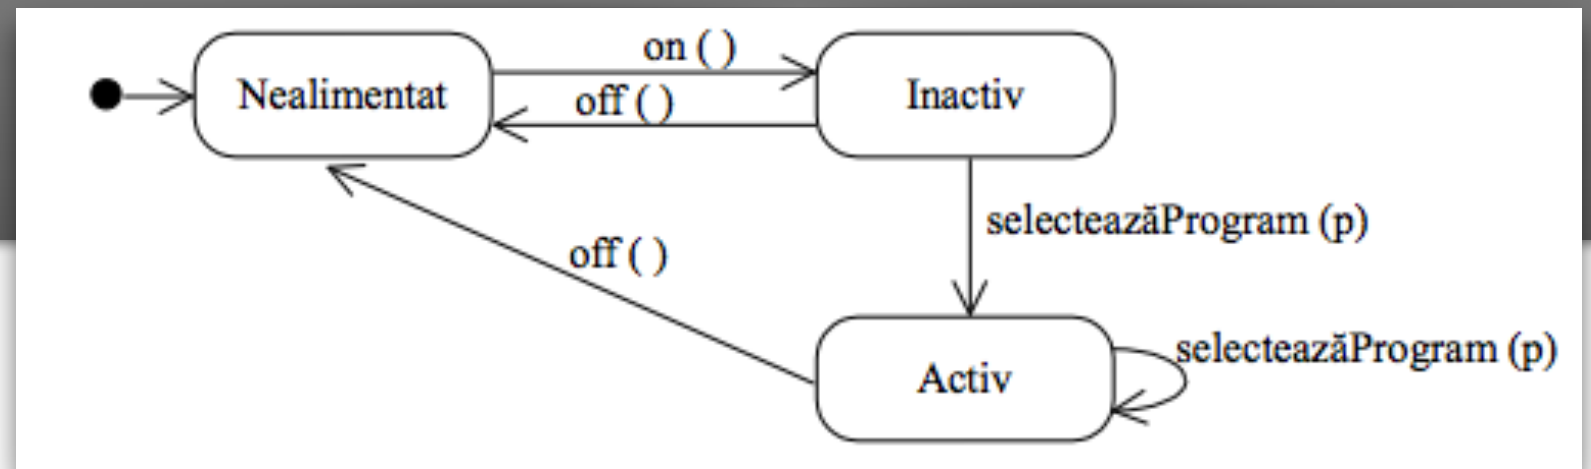 on ( )
Nealimentat
Inactiv
off ( )
selecteazăProgram (p)
off ( )
selecteazăProgram (p)
Activ